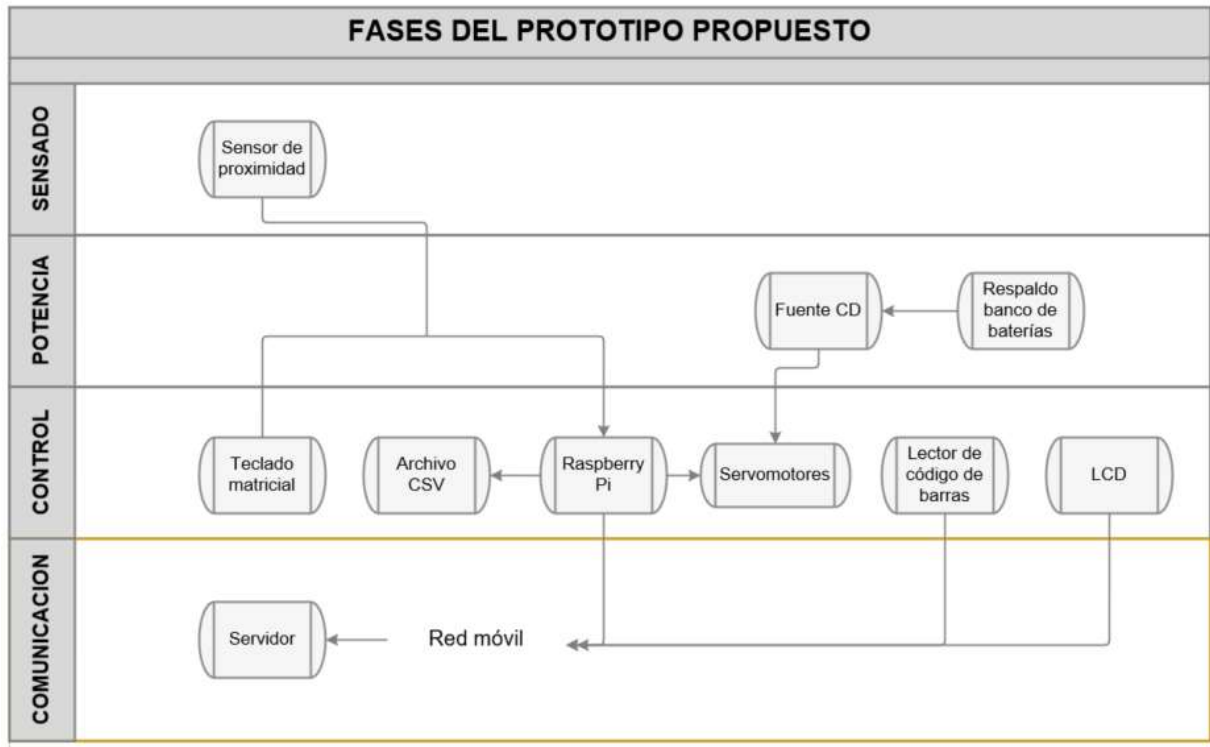 FASES DEL PROTOTIPO PROPUESTO
SENSADO
Sensor de
proximidad
POTENCIA
Fuente CD
Respaldo
banco de
baterías
CONTROL
Teclado
matricial
Archivo
CSV
Raspberry
Pi
Servomotores
Lector de
código de
barras
LCD
COMUNICACION
Servidor
Red móvil